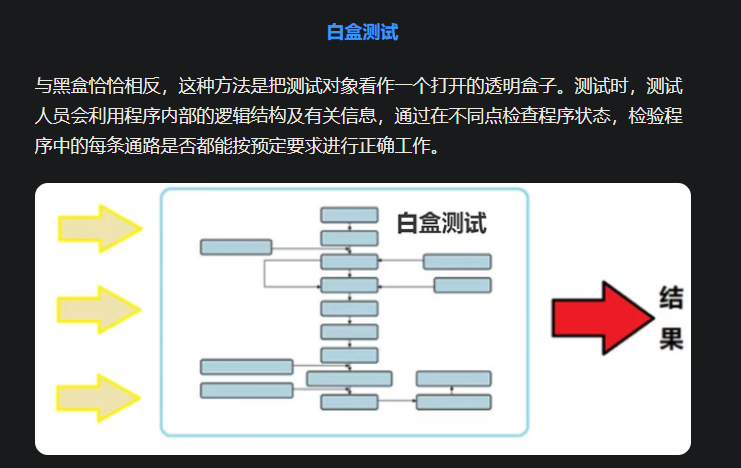 白盒测试
与黑盒恰恰相反，这种方法是把测试对象看作一个打开的透明盒子。测试时，测试
人员会利用程序内部的逻辑结构及有关信息，通过在不同点检查程序状态，检验程
序中的每条通路是否都能按预定要求进行正确工作。
白盒测试
结
果